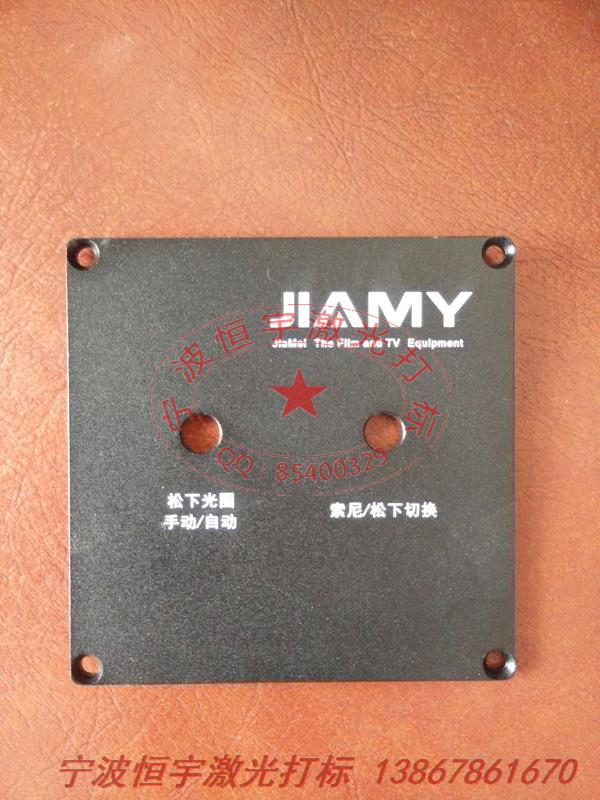 JIAMY
JiaMei The Film and TV Equipment
宁波恒宇激光打标
QQ 85400329
松下光圈
手动/自动
索尼/松下切换
宁波恒宇激光打标 13867861670